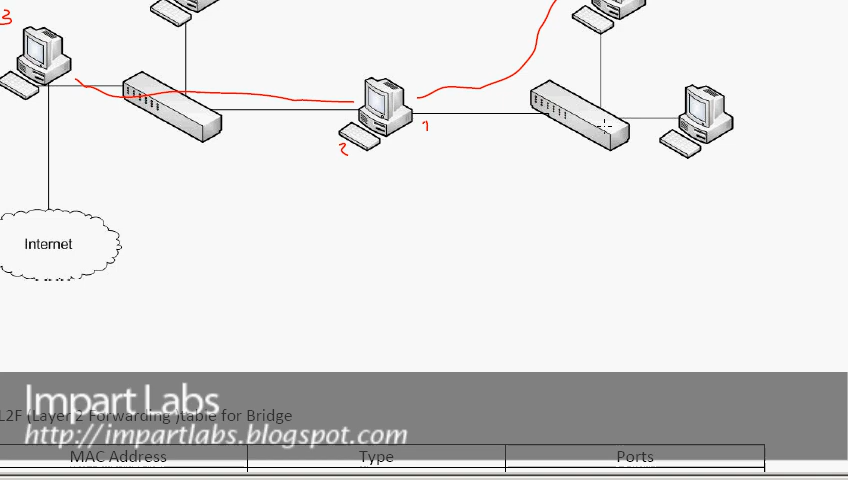 3
1
2
Internet
Impart Labs
L2F (Layer 2 Forwarding )table for Bridge
http://impartlabs.blogspot.com
MAC Address Type Ports